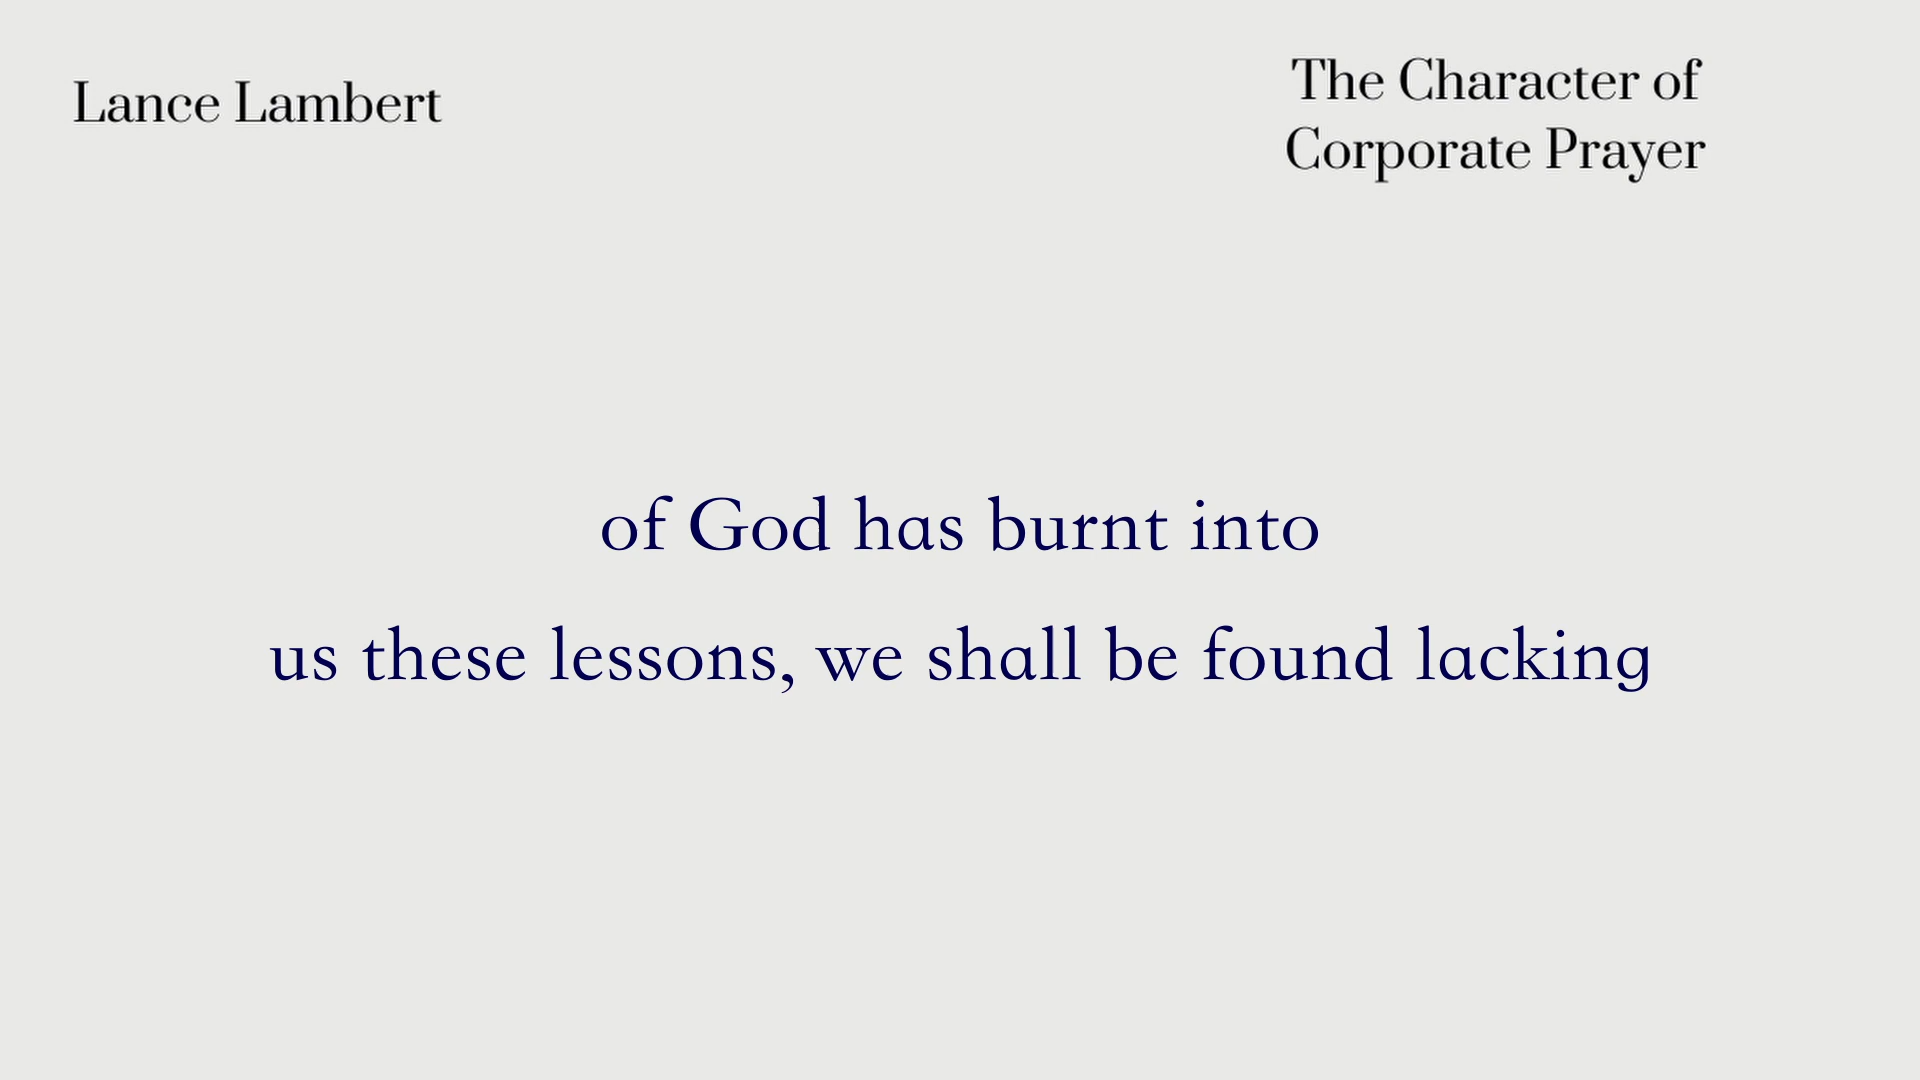 Lance Lambert
The Character of
Corporate Prayer
of God has burnt into
us these lessons, we shall be found lacking